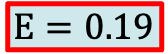 E = 0.19